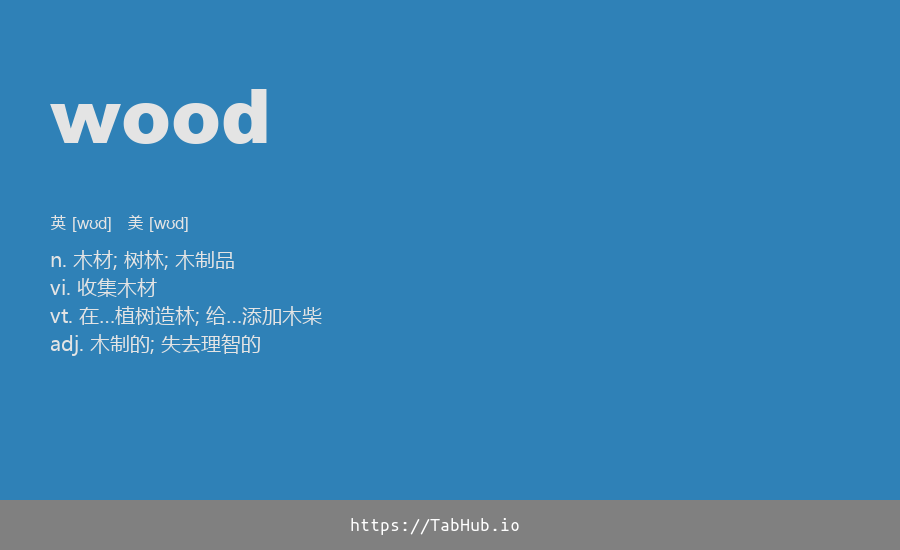 wood
英 [wʊd] 美 [wʊd]
n. 木材; 树林; 木制品
vi. 收集木材
vt. 在...植树造林; 给...添加木柴
adj. 木制的; 失去理智的
https://TabHub.io